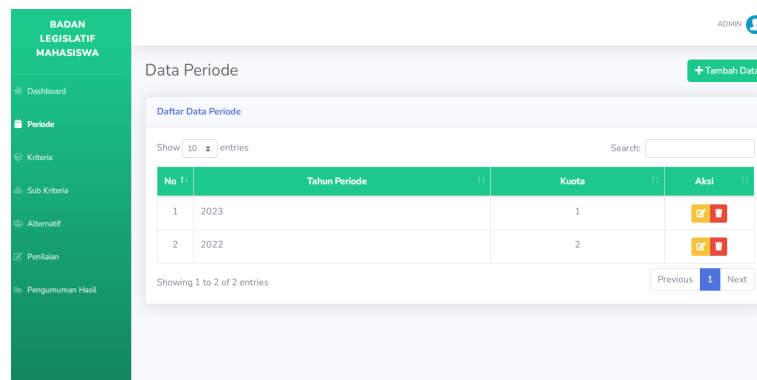 BADAN
LEGISLATIF
MAHASISWA
ADMIN
Dashboard
Periode
Kriteria
Sub Kriteria
Alternatif
Penilaian
Pengumuman Hasil
Data Periode
+ Tambah Data
Daftar Data Periode
Show 10 entries
Search:
No Tahun Periode Kuota Aksi
1 2023 1
2 2022 2
Showing 1 to 2 of 2 entries
Previous 1 Next